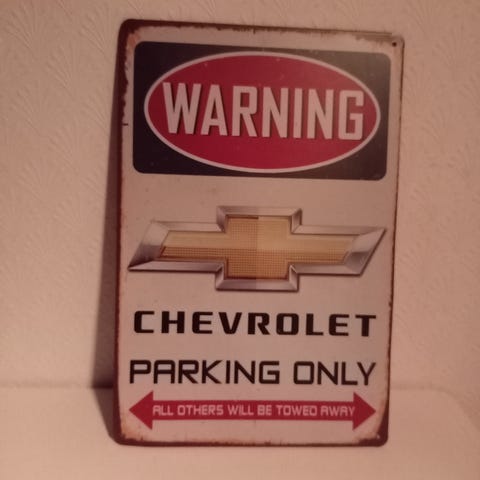 WARNING
CHEVROLET
PARKING ONLY
ALL OTHERS WILL BE TOWED AWAY